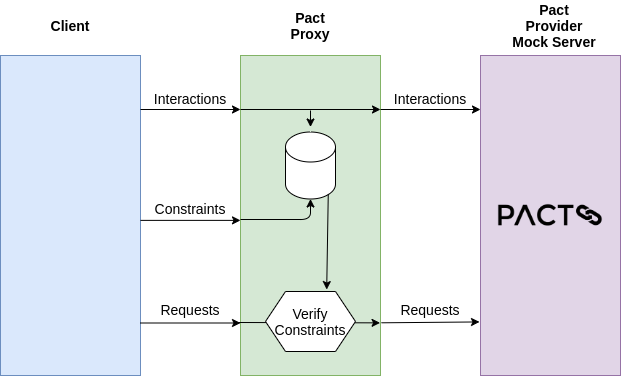 Client
Pact
Proxy
Pact
Provider
Mock Server
Interactions
Interactions
Constraints
PACT
Requests
Verify
Constraints
Requests